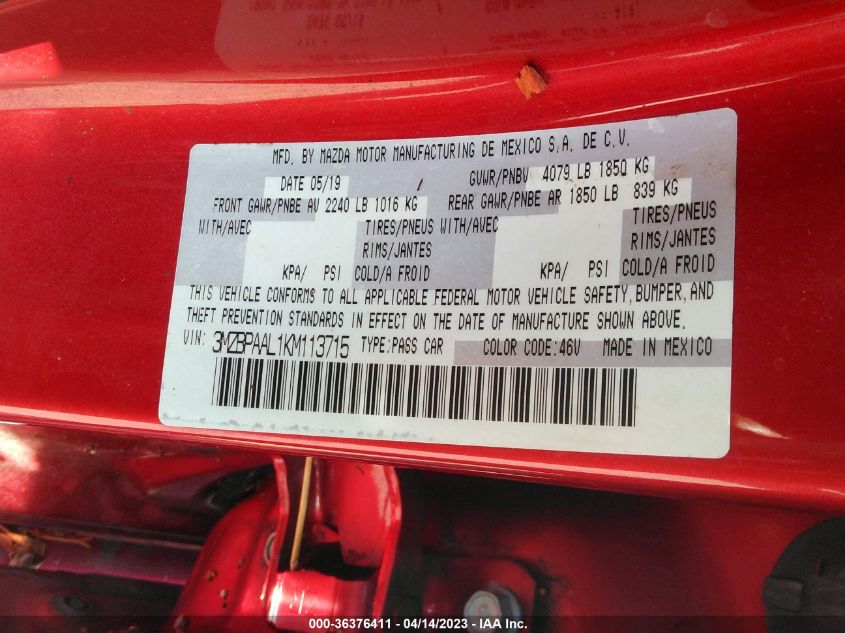 MFD. BY MAZDA MOTOR MANUFACTURING DE MEXICO S.A. DE C.V.
DATE 05/19 GVWR/PNBV 4079 LB 1850 KG
FRONT GAWR/PNBE AV 2240 LB 1016 KG REAR GAWR/PNBE AR 1850 LB 839 KG
WITH/AVEC TIRES/PNEUS WITH/AVEC TIRES/PNEUS
RIMS/JANTES RIMS/JANTES
KPA/ PSI COLD/A FROID KPA/ PSI COLD/A FROID
THIS VEHICLE CONFORMS TO ALL APPLICABLE FEDERAL MOTOR VEHICLE SAFETY, BUMPER, AND
THEFT PREVENTION STANDARDS IN EFFECT ON THE DATE OF MANUFACTURE SHOWN ABOVE.
VIN: 3MZBPAAL1KM113715 TYPE:PASS CAR COLOR CODE:46V MADE IN MEXICO
000-36376411 - 04/14/2023 - IAA Inc.